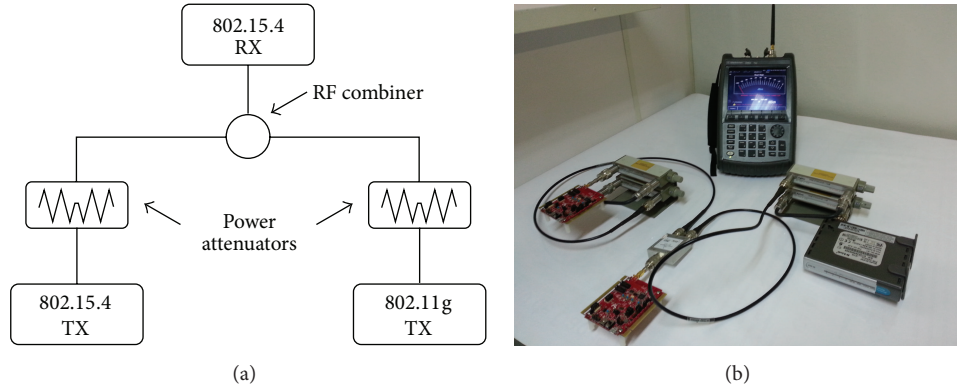 802.15.4
RX
RF combiner
Power
attenuators
802.15.4
TX
802.11g
TX
(a)
(b)